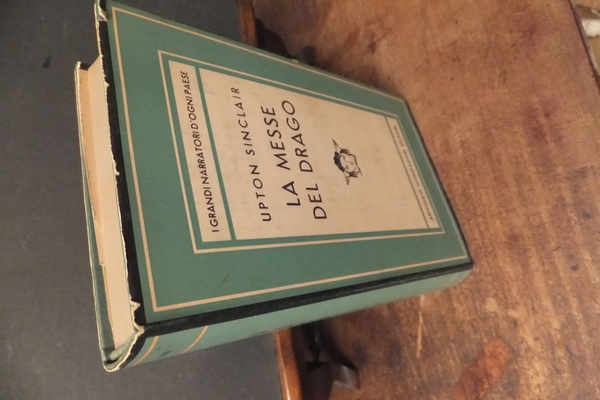 I GRANDI NARRATORI D'OGNI PAESE
UPTON SINCLAIR
LA MESSE
DEL DRAGO